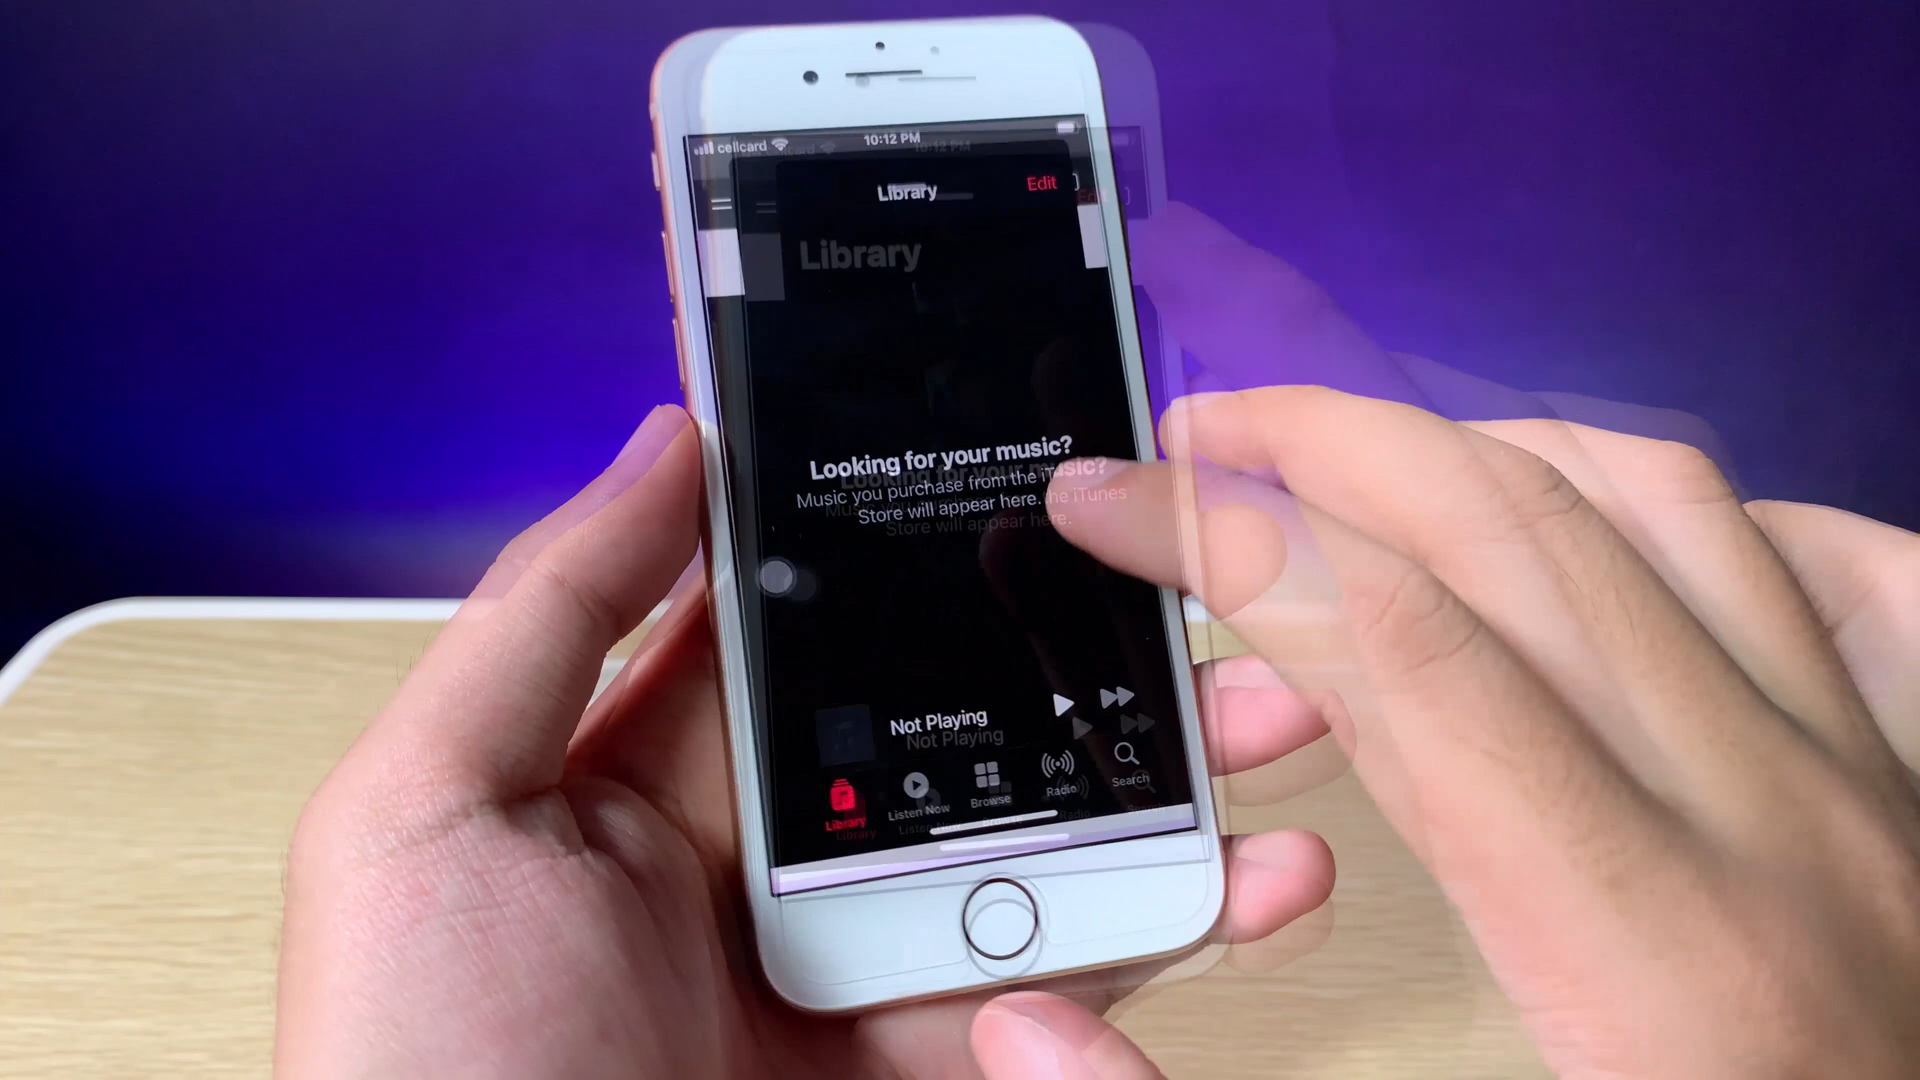 cellcard 10:12 PM
Library Edit
Library
Looking for your music?
Music you purchase from the iTunes
Store will appear here.
Not Playing
Library Listen Now Browse Radio Search